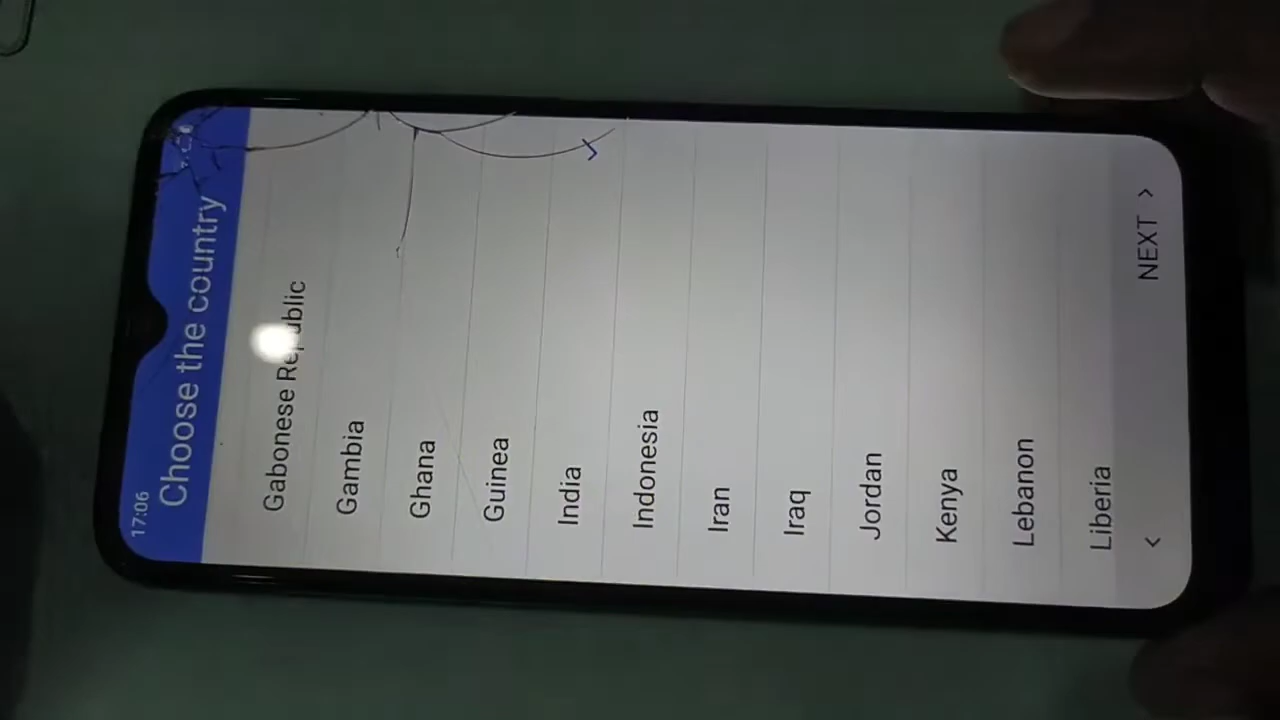 17:06
Choose the country
Gabonese Republic
Gambia
Ghana
Guinea
India
Indonesia
Iran
Iraq
Jordan
Kenya
Lebanon
Liberia
< NEXT >